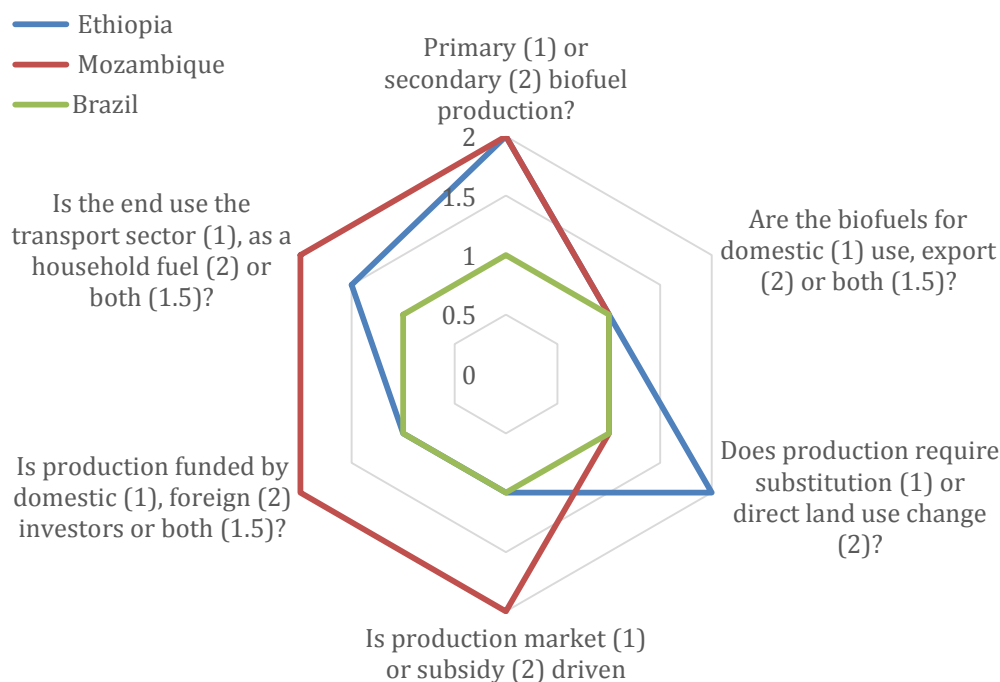 Ethiopia
Mozambique
Brazil
Primary (1) or
secondary (2) biofuel
production?
2
1.5
1
0.5
0
Are the biofuels for
domestic (1) use, export
(2) or both (1.5)?
Does production require
substitution (1) or
direct land use change
(2)?
Is production market (1)
or subsidy (2) driven
Is production funded by
domestic (1), foreign (2)
investors or both (1.5)?
Is the end use the
transport sector (1), as a
household fuel (2) or
both (1.5)?